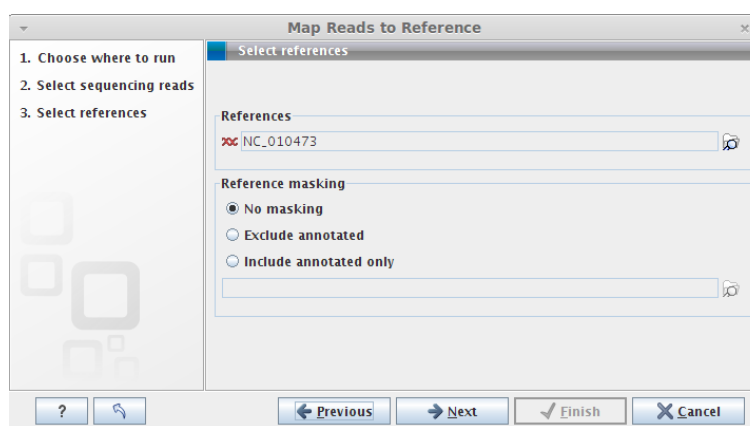 Map Reads to Reference
1. Choose where to run
2. Select sequencing reads
3. Select references
Select references
References
NC_010473
Reference masking
No masking
Exclude annotated
Include annotated only
?
Previous
Next
Finish
Cancel